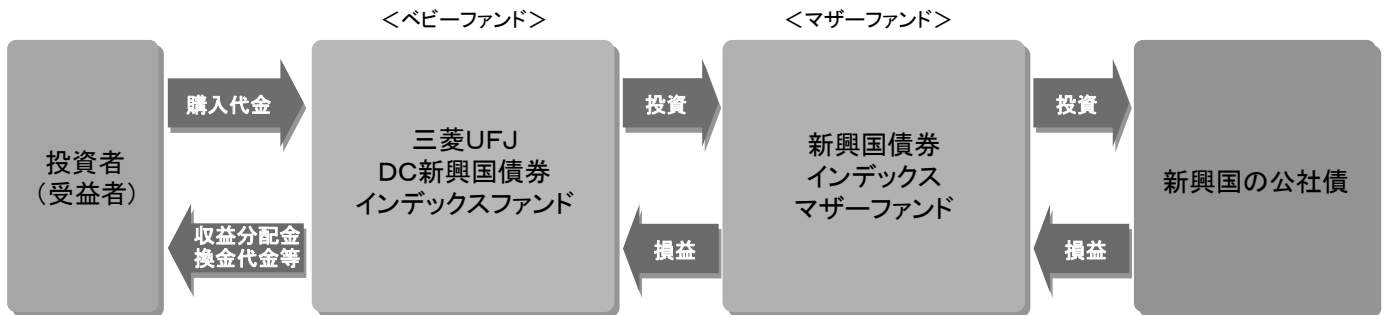 ＜ベビーファンド＞
＜マザーファンド＞
投資者
（受益者）
購入代金
収益分配金
換金代金等
三菱ＵＦＪ
ＤＣ新興国債券
インデックスファンド
投資
損益
新興国債券
インデックス
マザーファンド
投資
損益
新興国の公社債